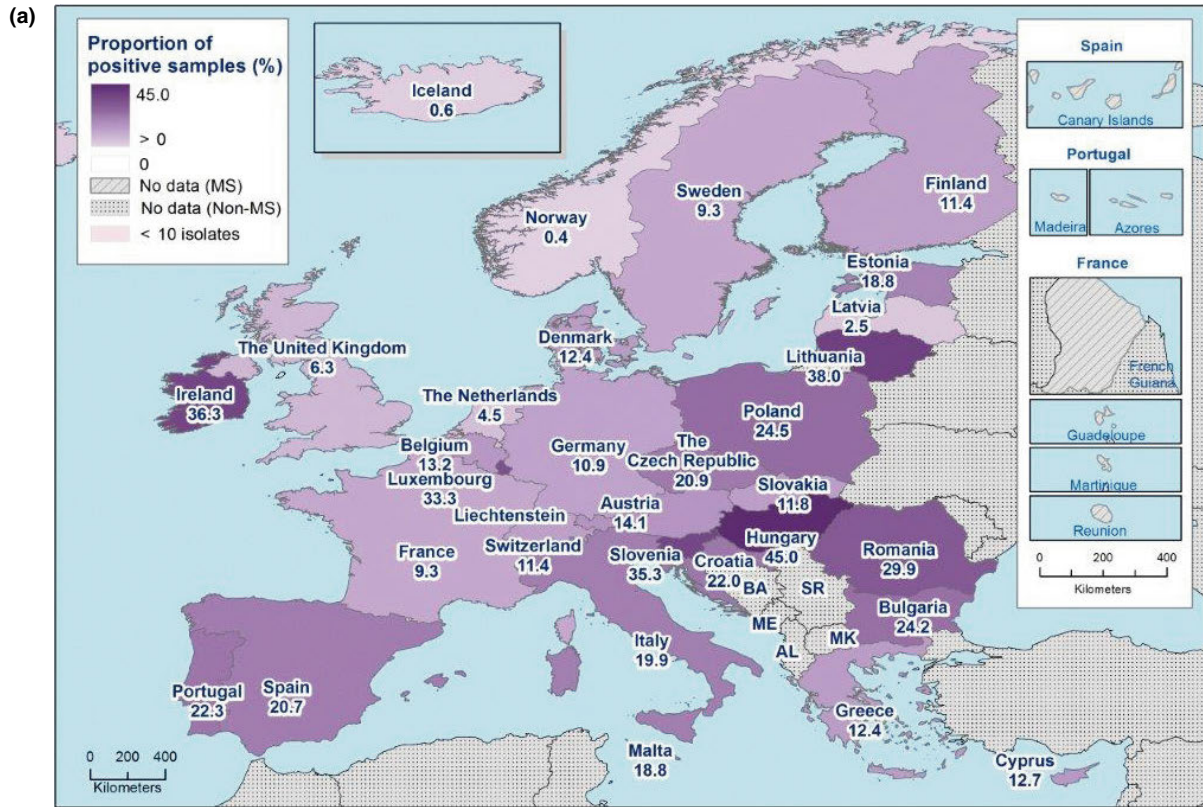 (a)
Proportion of
positive samples (%)
45.0
> 0
0
No data (MS)
No data (Non-MS)
< 10 isolates
Iceland
0.6
Norway
0.4
Sweden
9.3
Finland
11.4
Estonia
18.8
Latvia
2.5
Lithuania
38.0
Denmark
12.4
The United Kingdom
6.3
Ireland
36.3
The Netherlands
4.5
Poland
24.5
Belgium
13.2
Luxembourg
33.3
Germany
10.9
The
Czech Republic
20.9
Slovakia
11.8
Austria
14.1
Liechtenstein
Switzerland
11.4
France
9.3
Slovenia
35.3
Hungary
45.0
Croatia
22.0
Romania
29.9
BA
SR
Bulgaria
24.2
ME
MK
AL
Italy
19.9
Portugal
22.3
Spain
20.7
Greece
12.4
Malta
18.8
Cyprus
12.7
0 200 400
Kilometers
Spain
Canary Islands
Portugal
Madeira
Azores
France
French
Guiana
Guadeloupe
Martinique
Reunion
0 200 400
Kilometers